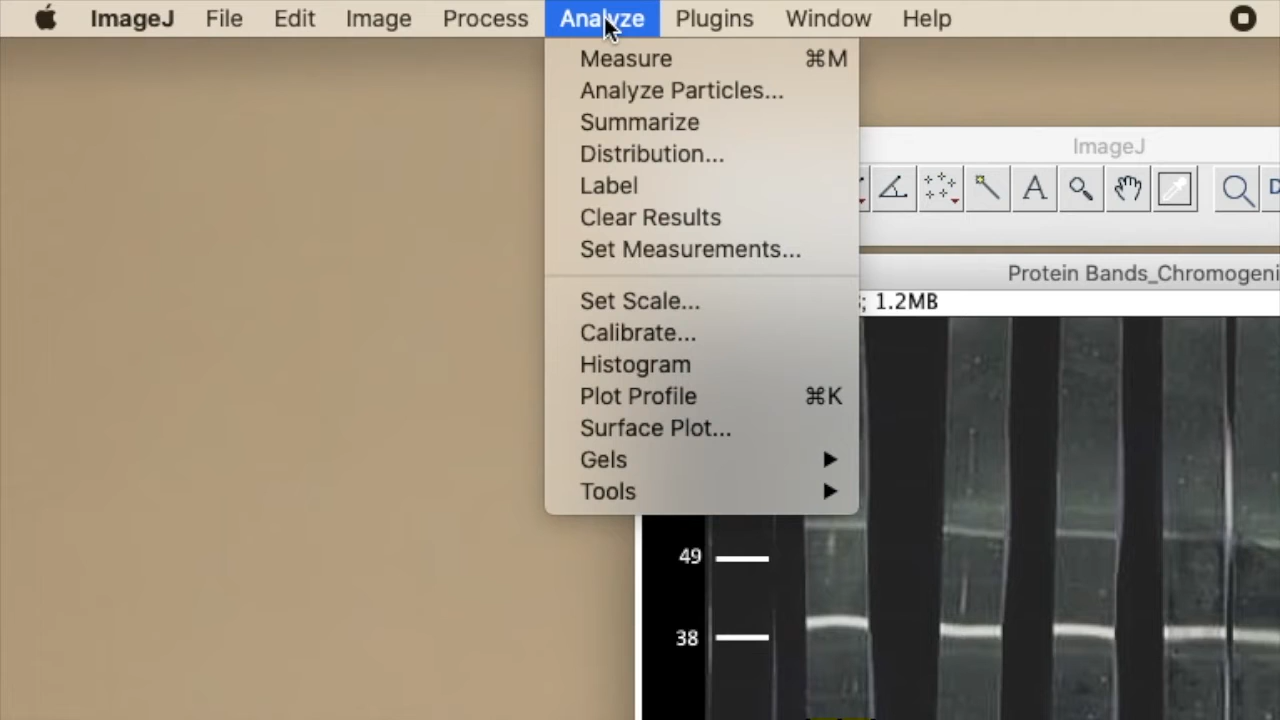 ImageJ File Edit Image Process Analyze Plugins Window Help
Measure ⌘M
Analyze Particles...
Summarize
Distribution...
Label
Clear Results
Set Measurements...
Set Scale...
Calibrate...
Histogram
Plot Profile ⌘K
Surface Plot...
Gels
Tools
ImageJ
A
Protein Bands_Chromogeni
; 1.2MB
49
38